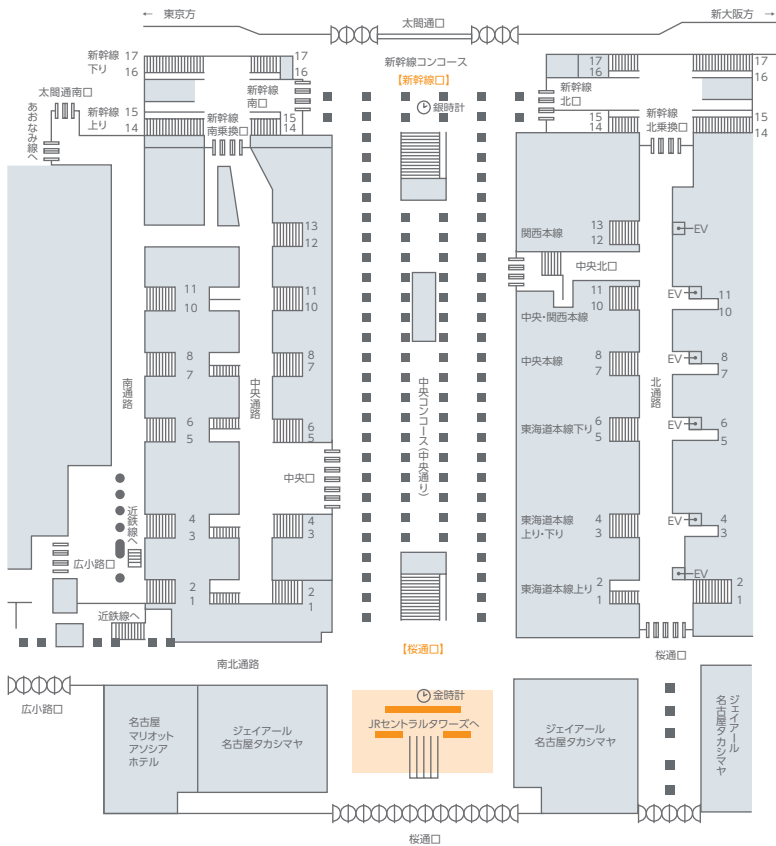 ← 東京方
太閤通口
新大阪方 →
新幹線
下り
17
16
17
16
新幹線コンコース
【新幹線口】
17
16
17
16
太閤通南口
新幹線
南口
銀時計
新幹線
北口
あおなみ線へ
新幹線
上り
15
14
新幹線
南乗換口
15
14
15
14
新幹線
北乗換口
15
14
13
12
関西本線
13
12
EV
中央北口
11
10
11
10
中央・関西本線
11
10
EV
11
10
8
7
8
7
中央本線
8
7
EV
8
7
南通路
中央通路
中央コンコース(中央通り)
北通路
6
5
6
5
東海道本線下り
6
5
EV
6
5
中央口
近鉄線へ
4
3
4
3
東海道本線
上り・下り
4
3
EV
4
3
広小路口
2
1
2
1
東海道本線上り
2
1
EV
2
1
近鉄線へ
【桜通口】
桜通口
南北通路
広小路口
金時計
JRセントラルタワーズへ
名古屋
マリオット
アソシア
ホテル
ジェイアール
名古屋タカシマヤ
ジェイアール
名古屋タカシマヤ
ジェイアール
名古屋タカシマヤ
桜通口